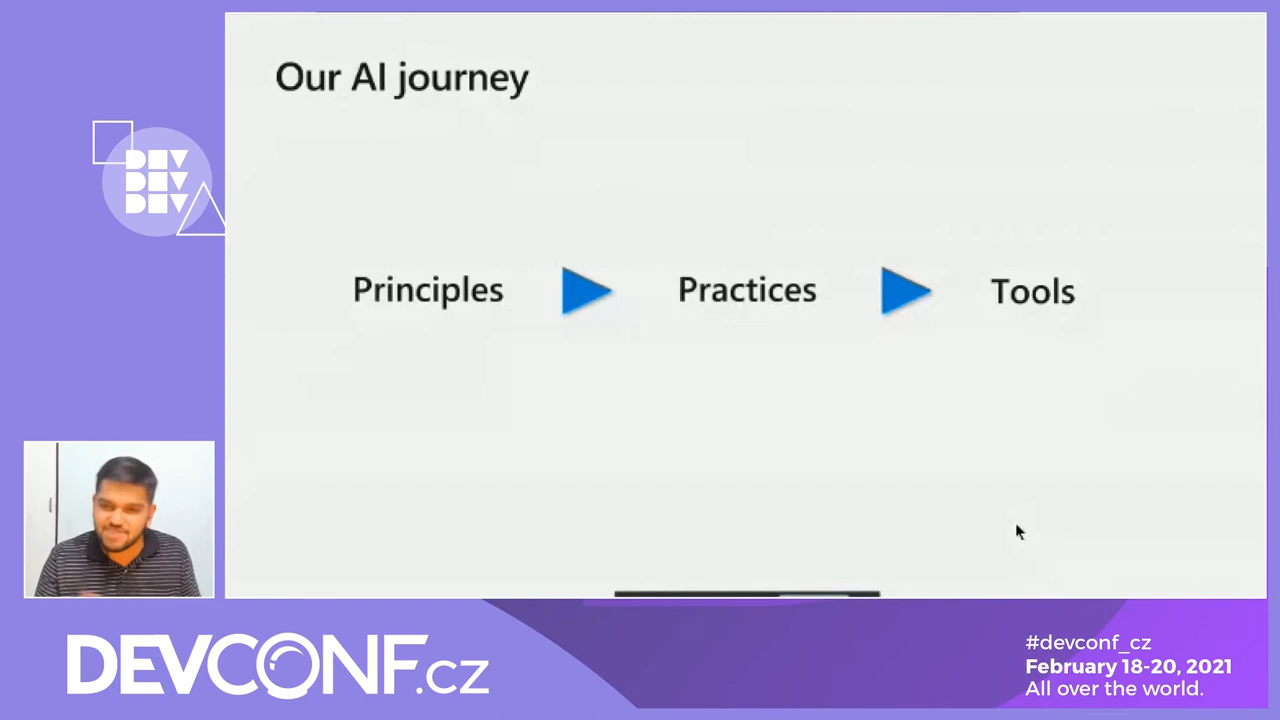 Our AI journey
DEV
DEV
DEV
Principles
Practices
Tools
DEVCONF.cz
#devconf_cz
February 18-20, 2021
All over the world.